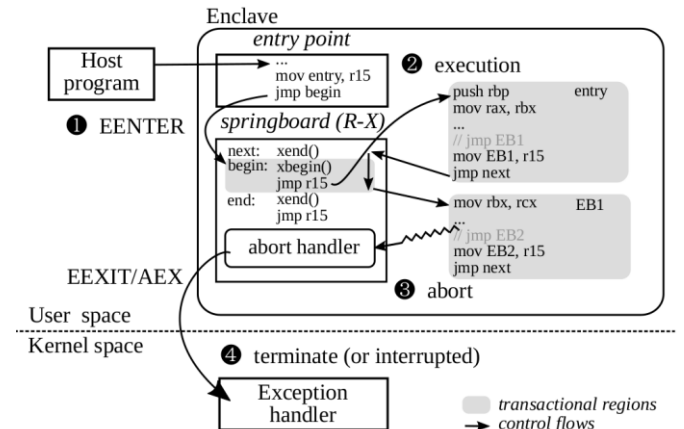 Enclave
entry point
Host
program
...
mov entry, r15
jmp begin
❶ EENTER
❷ execution
push rbp entry
mov rax, rbx
...
// jmp EB1
mov EB1, r15
jmp next
springboard (R-X)
next: xend()
begin: xbegin()
jmp r15
end: xend()
jmp r15
mov rbx, rcx EB1
...
// jmp EB2
mov EB2, r15
jmp next
abort handler
❸ abort
EEXIT/AEX
User space
Kernel space
❹ terminate (or interrupted)
Exception
handler
transactional regions
control flows